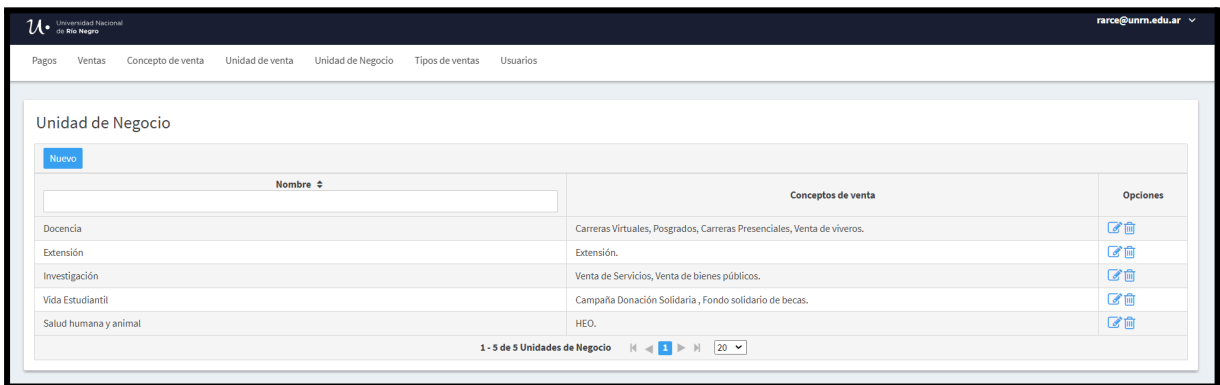 Universidad Nacional
de Río Negro
rarce@unrn.edu.ar
Pagos Ventas Concepto de venta Unidad de venta Unidad de Negocio Tipos de ventas Usuarios
Unidad de Negocio
Nuevo
Nombre Conceptos de venta Opciones
Docencia Carreras Virtuales, Posgrados, Carreras Presenciales, Venta de viveros.
Extensión Extensión.
Investigación Venta de Servicios, Venta de bienes públicos.
Vida Estudiantil Campaña Donación Solidaria , Fondo solidario de becas.
Salud humana y animal HEO.
1 - 5 de 5 Unidades de Negocio 1 20